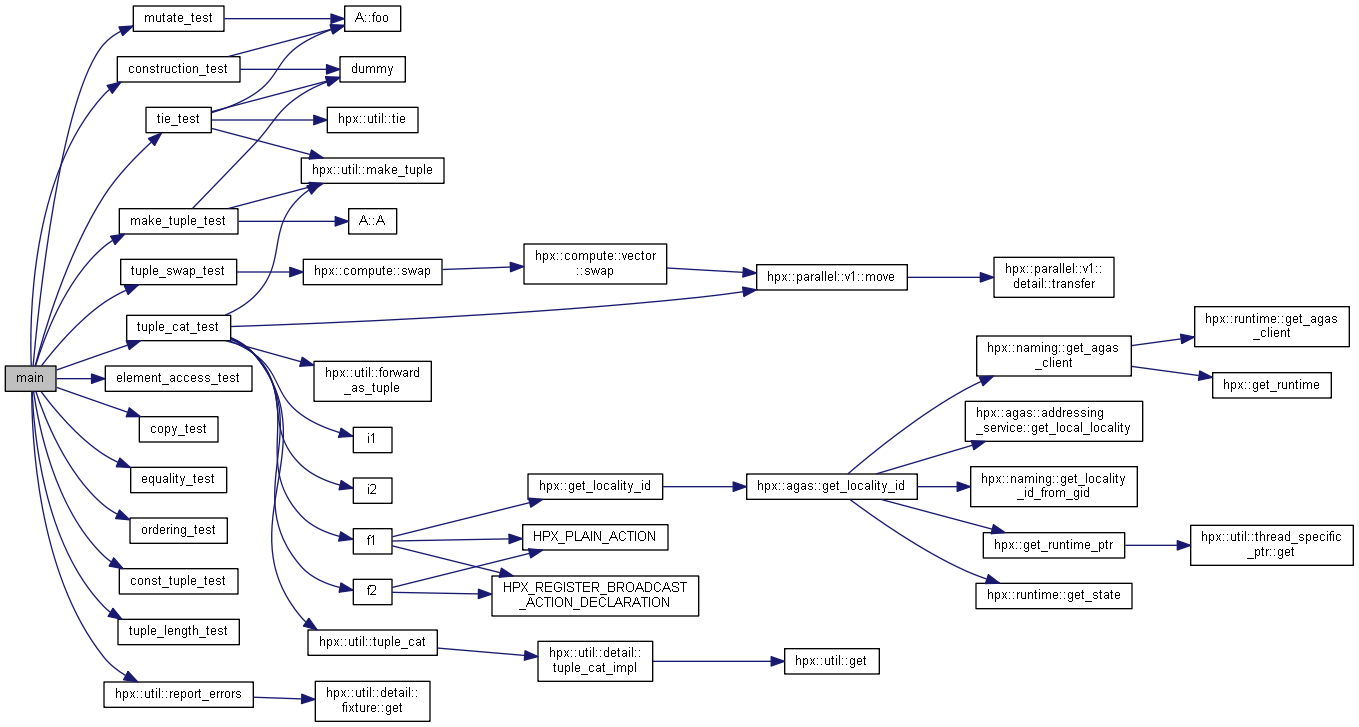 main
mutate_test
construction_test
tie_test
make_tuple_test
tuple_swap_test
tuple_cat_test
element_access_test
copy_test
equality_test
ordering_test
const_tuple_test
tuple_length_test
hpx::util::report_errors
A::foo
dummy
hpx::util::tie
hpx::util::make_tuple
A::A
hpx::compute::swap
hpx::util::forward
_as_tuple
i1
i2
f1
f2
hpx::util::tuple_cat
hpx::util::detail::
fixture::get
hpx::compute::vector
::swap
hpx::get_locality_id
HPX_PLAIN_ACTION
HPX_REGISTER_BROADCAST
_ACTION_DECLARATION
hpx::util::detail::
tuple_cat_impl
hpx::parallel::v1::move
hpx::agas::get_locality_id
hpx::util::get
hpx::parallel::v1::
detail::transfer
hpx::naming::get_agas
_client
hpx::agas::addressing
_service::get_local_locality
hpx::naming::get_locality
_id_from_gid
hpx::get_runtime_ptr
hpx::runtime::get_state
hpx::runtime::get_agas
_client
hpx::get_runtime
hpx::util::thread_specific
_ptr::get